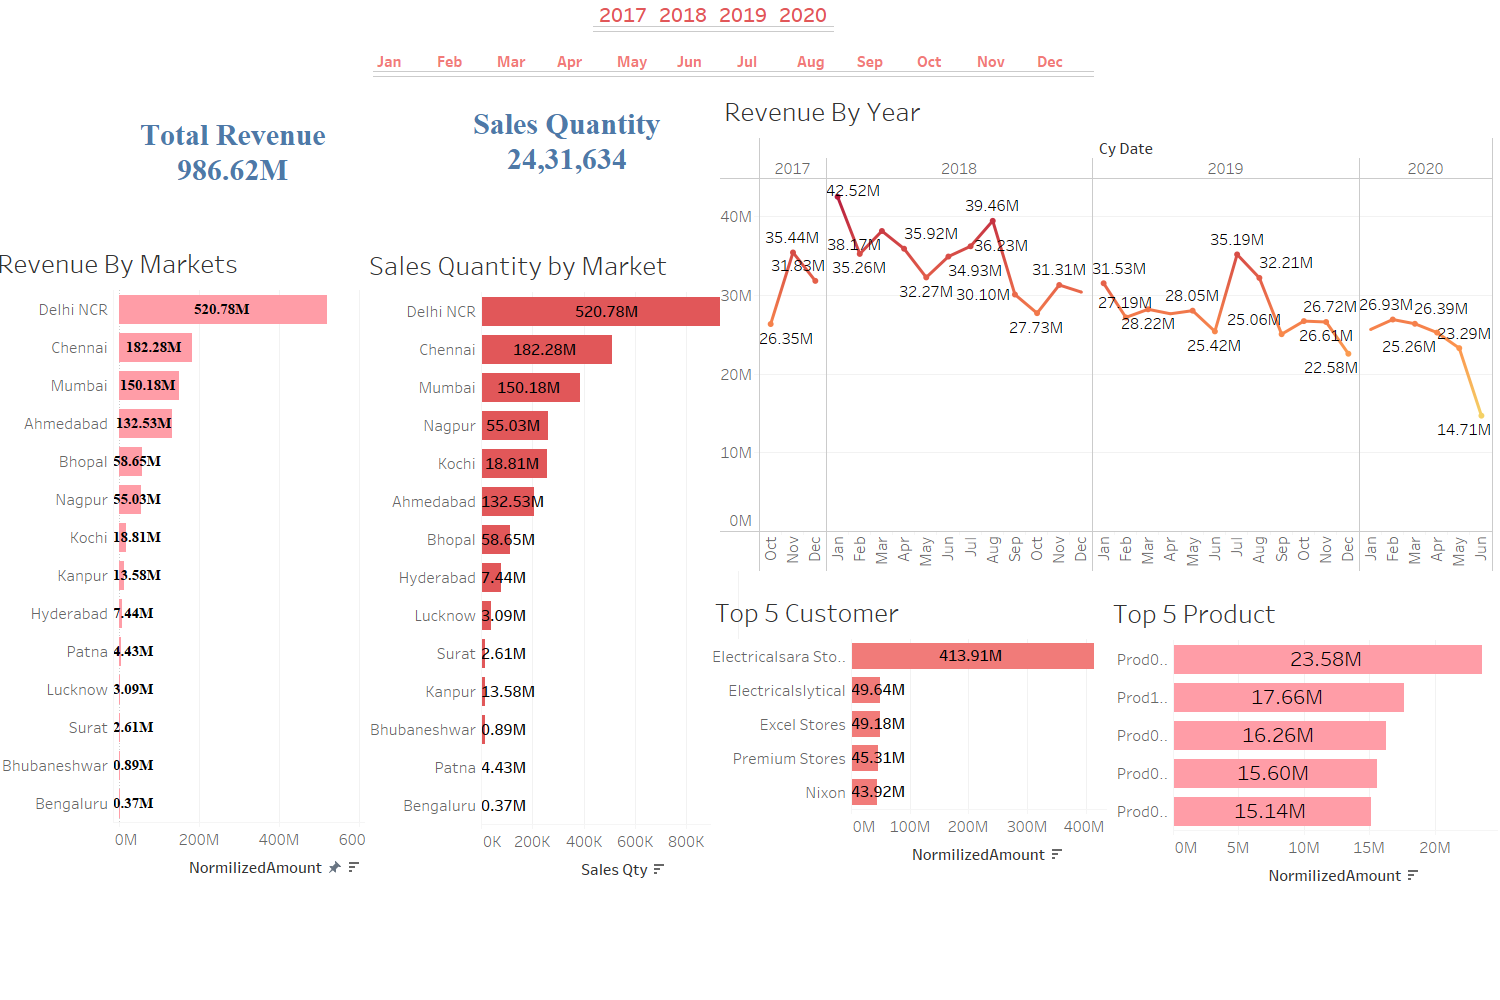 2017 2018 2019 2020
Jan Feb Mar Apr May Jun Jul Aug Sep Oct Nov Dec
Total Revenue
986.62M
Sales Quantity
24,31,634
Revenue By Year
Cy Date
2017 2018 2019 2020
40M
30M
20M
10M
0M
26.35M
35.44M
31.83M
42.52M
35.26M
38.17M
35.92M
32.27M
34.93M
36.23M
39.46M
30.10M
27.73M
31.31M
31.53M
27.19M
28.22M
28.05M
25.42M
35.19M
32.21M
25.06M
26.72M
26.61M
22.58M
26.93M
26.39M
25.26M
23.29M
14.71M
Oct Nov Dec Jan Feb Mar Apr May Jun Jul Aug Sep Oct Nov Dec Jan Feb Mar Apr May Jun Jul Aug Sep Oct Nov Dec Jan Feb Mar Apr May Jun
Revenue By Markets
Delhi NCR 520.78M
Chennai 182.28M
Mumbai 150.18M
Ahmedabad 132.53M
Bhopal 58.65M
Nagpur 55.03M
Kochi 18.81M
Kanpur 13.58M
Hyderabad 7.44M
Patna 4.43M
Lucknow 3.09M
Surat 2.61M
Bhubaneshwar 0.89M
Bengaluru 0.37M
0M 200M 400M 600
NormilizedAmount
Sales Quantity by Market
Delhi NCR 520.78M
Chennai 182.28M
Mumbai 150.18M
Nagpur 55.03M
Kochi 18.81M
Ahmedabad 132.53M
Bhopal 58.65M
Hyderabad 7.44M
Lucknow 3.09M
Surat 2.61M
Kanpur 13.58M
Bhubaneshwar 0.89M
Patna 4.43M
Bengaluru 0.37M
0K 200K 400K 600K 800K
Sales Qty
Top 5 Customer
Electricalsara Sto.. 413.91M
Electricalslytical 49.64M
Excel Stores 49.18M
Premium Stores 45.31M
Nixon 43.92M
0M 100M 200M 300M 400M
NormilizedAmount
Top 5 Product
Prod0.. 23.58M
Prod1.. 17.66M
Prod0.. 16.26M
Prod0.. 15.60M
Prod0.. 15.14M
0M 5M 10M 15M 20M
NormilizedAmount